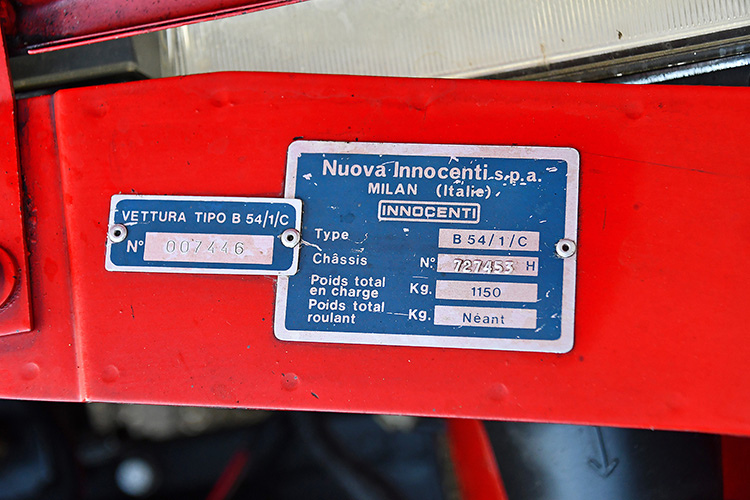 VETTURA TIPO B 54/1/C
N° 007446
Nuova Innocenti s.p.a.
MILAN (Italie)
INNOCENTI
Type B 54/1/C
Châssis N° 727453 H
Poids total en charge Kg. 1150
Poids total roulant Kg. Néant